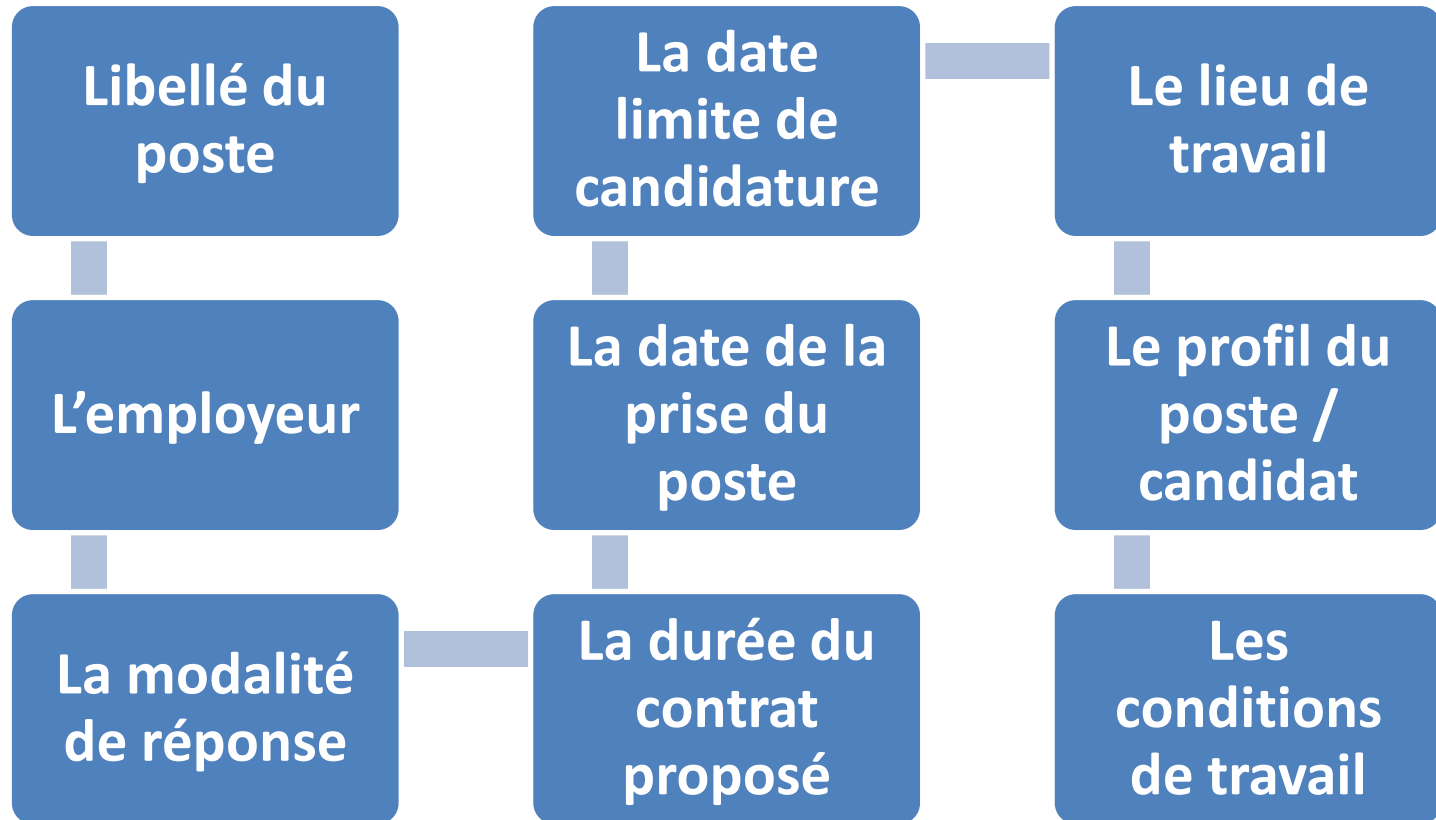 Libellé du
poste
L’employeur
La modalité
de réponse
La durée du
contrat
proposé
La date de la
prise du
poste
La date
limite de
candidature
Le lieu de
travail
Le profil du
poste /
candidat
Les
conditions
de travail